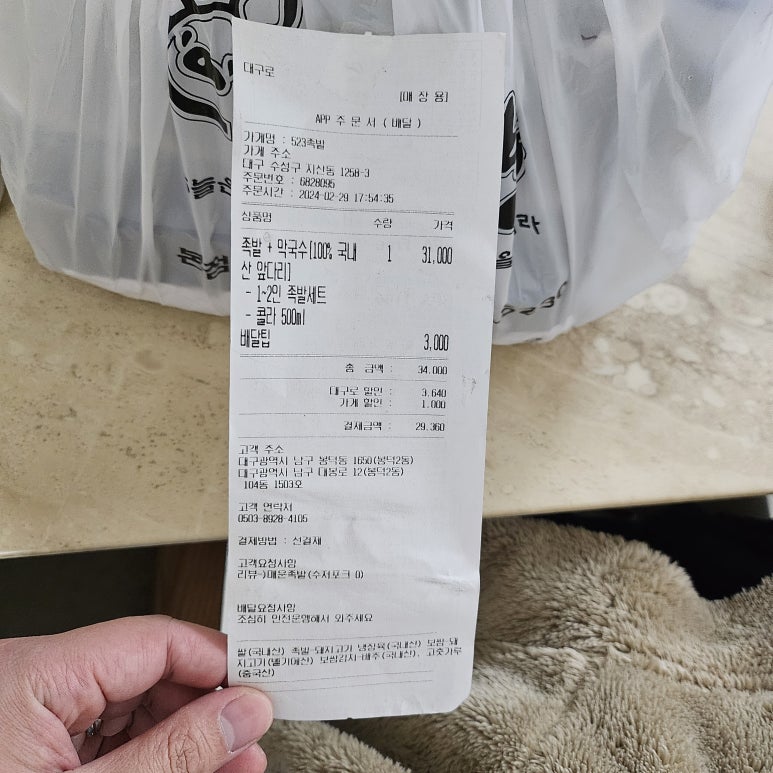 대구로
[매 상 용]
APP 주 문 서 ( 배달 )
가게명 : 523족발
가게 주소
대구 수성구 지산동 1258-3
주문번호 : 6828095
주문시간 : 2024-02-29 17:54:35
상품명 수량 가격
족발 + 막국수[100% 국내 1 31,000
산 앞다리]
- 1~2인 족발세트
- 콜라 500ml
배달팁 3,000
총 금액 : 34,000
대구로 할인 : 3,640
가게 할인 : 1,000
결제금액 : 29,360
고객 주소
대구광역시 남구 봉덕동 1650(봉덕2동)
대구광역시 남구 대봉로 12(봉덕2동)
104동 1503호
고객 연락처
0503-8928-4105
결제방법 : 선결제
고객요청사항
리뷰->매운족발(수저포크 O)
배달요청사항
조심히 안전운행해서 와주세요
쌀(국내산) 족발-돼지고기 냉삼육(국내산) 보쌈-돼
지고기(벨기에산) 보쌈김치-배추(국내산), 고춧가루
(중국산)